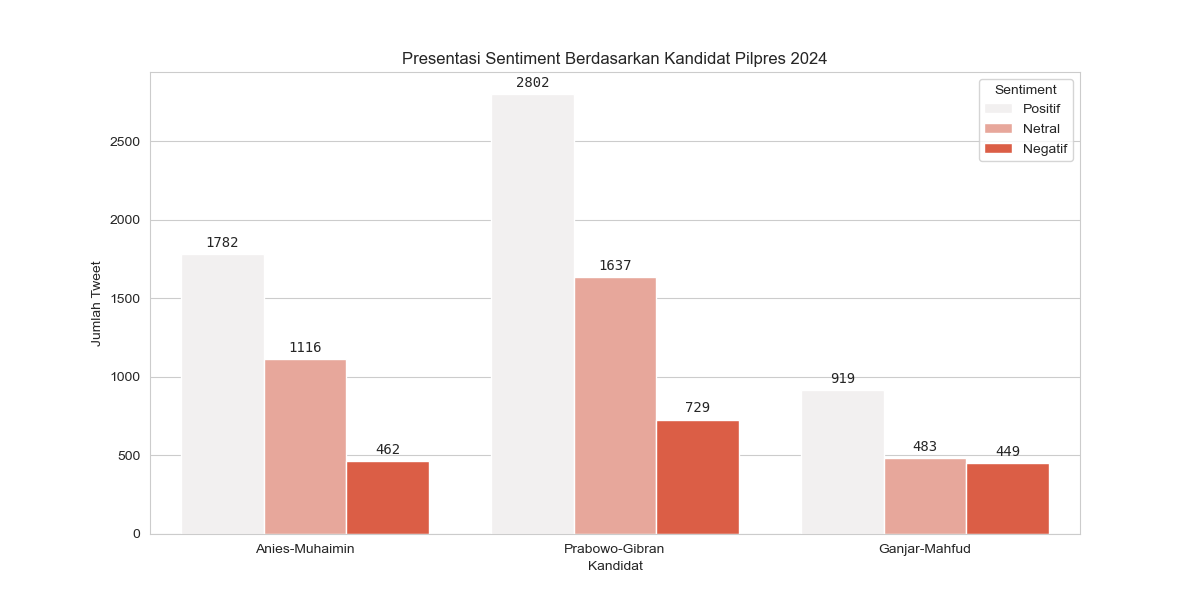 Presentasi Sentiment Berdasarkan Kandidat Pilpres 2024
Sentiment
Positif
Netral
Negatif
2802
1782
1637
1116
919
729
462
483
449
2500
2000
1500
1000
500
0
Jumlah Tweet
Anies-Muhaimin
Prabowo-Gibran
Ganjar-Mahfud
Kandidat